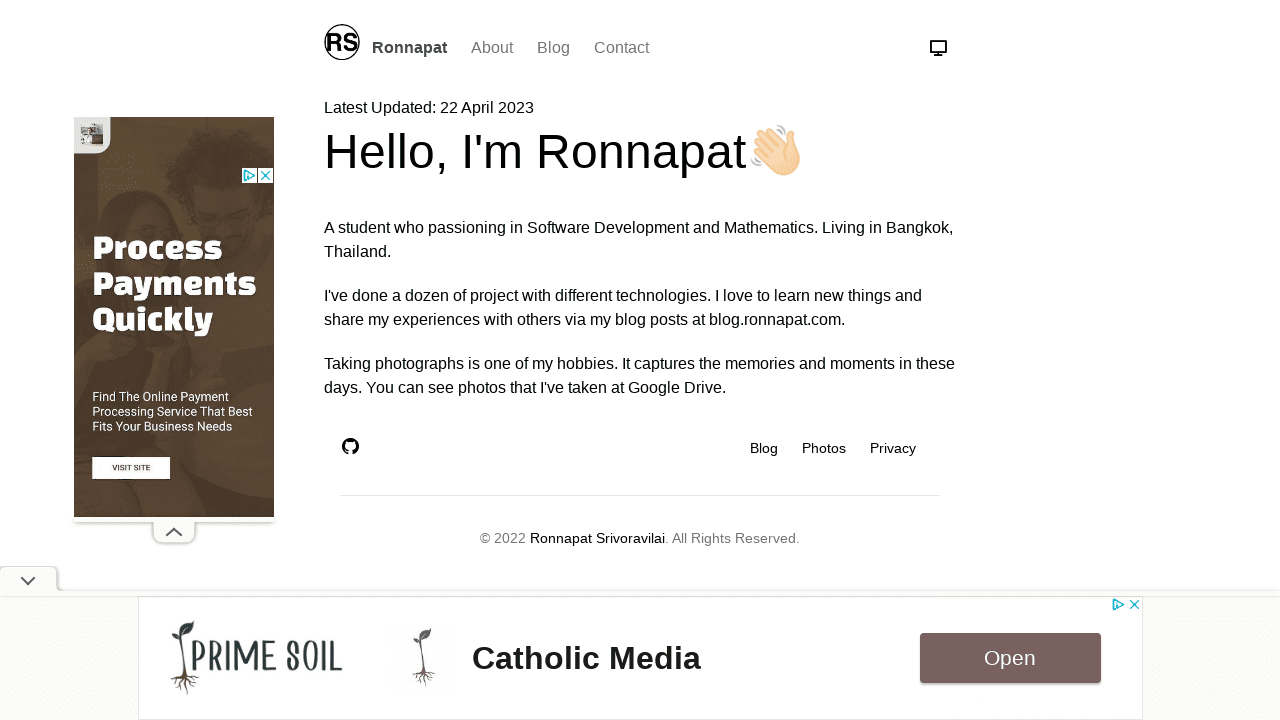 RS
Ronnapat
About
Blog
Contact
Latest Updated: 22 April 2023
Hello, I'm Ronnapat👋🏻
A student who passioning in Software Development and Mathematics. Living in Bangkok,
Thailand.
I've done a dozen of project with different technologies. I love to learn new things and
share my experiences with others via my blog posts at blog.ronnapat.com.
Taking photographs is one of my hobbies. It captures the memories and moments in these
days. You can see photos that I've taken at Google Drive.
Blog
Photos
Privacy
© 2022 Ronnapat Srivoravilai. All Rights Reserved.
Process
Payments
Quickly
Find The Online Payment
Processing Service That Best
Fits Your Business Needs
VISIT SITE
PRIME SOIL
Catholic Media
Open